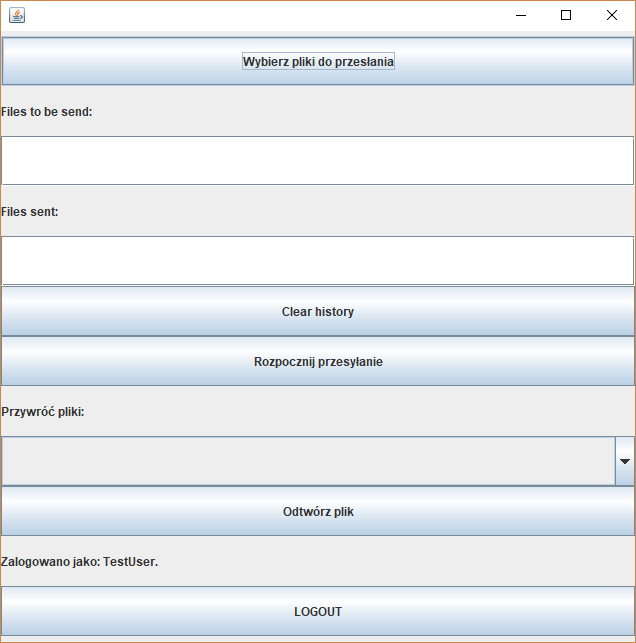 Wybierz pliki do przesłania
Files to be send:
Files sent:
Clear history
Rozpocznij przesyłanie
Przywróć pliki:
Odtwórz plik
Zalogowano jako: TestUser.
LOGOUT